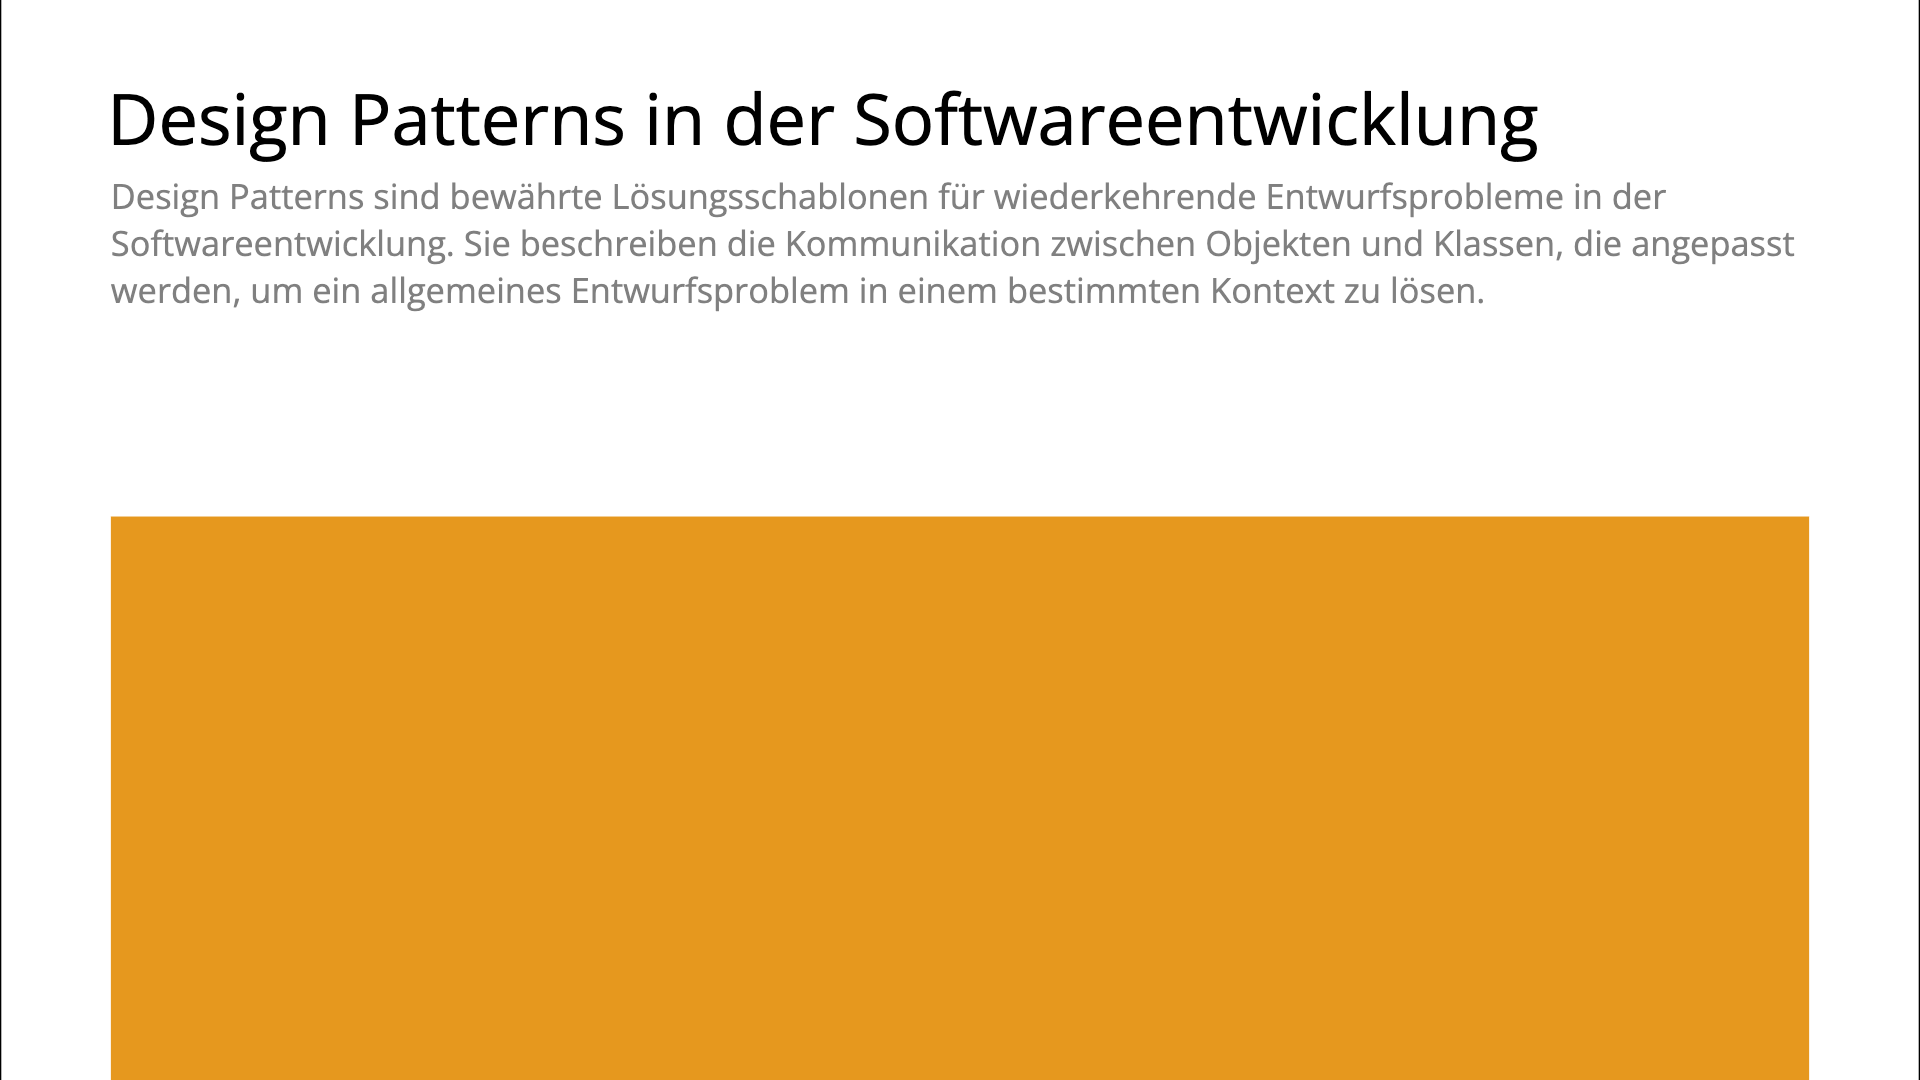 Design Patterns in der Softwareentwicklung
Design Patterns sind bewährte Lösungsschablonen für wiederkehrende Entwurfsprobleme in der
Softwareentwicklung. Sie beschreiben die Kommunikation zwischen Objekten und Klassen, die angepasst
werden, um ein allgemeines Entwurfsproblem in einem bestimmten Kontext zu lösen.